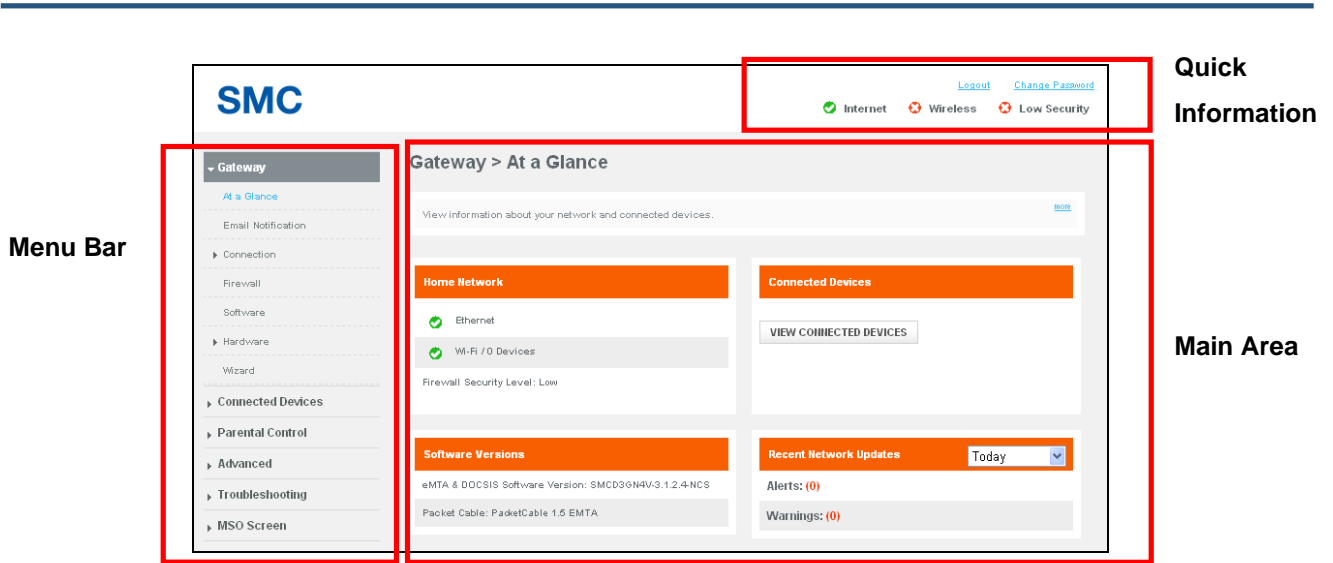 Quick
Information
SMC
Logout Change Password
Internet Wireless Low Security
Menu Bar
Gateway
At a Glance
Email Notification
Connection
Firewall
Software
Hardware
Wizard
Connected Devices
Parental Control
Advanced
Troubleshooting
MSO Screen
Gateway > At a Glance
View information about your network and connected devices. more
Home Network
Ethernet
Wi-Fi / 0 Devices
Firewall Security Level: Low
Connected Devices
VIEW CONNECTED DEVICES
Main Area
Software Versions
eMTA & DOCSIS Software Version: SMCD3GN4V-3.1.2.4-NCS
Packet Cable: PacketCable 1.5 EMTA
Recent Network Updates Today
Alerts: (0)
Warnings: (0)